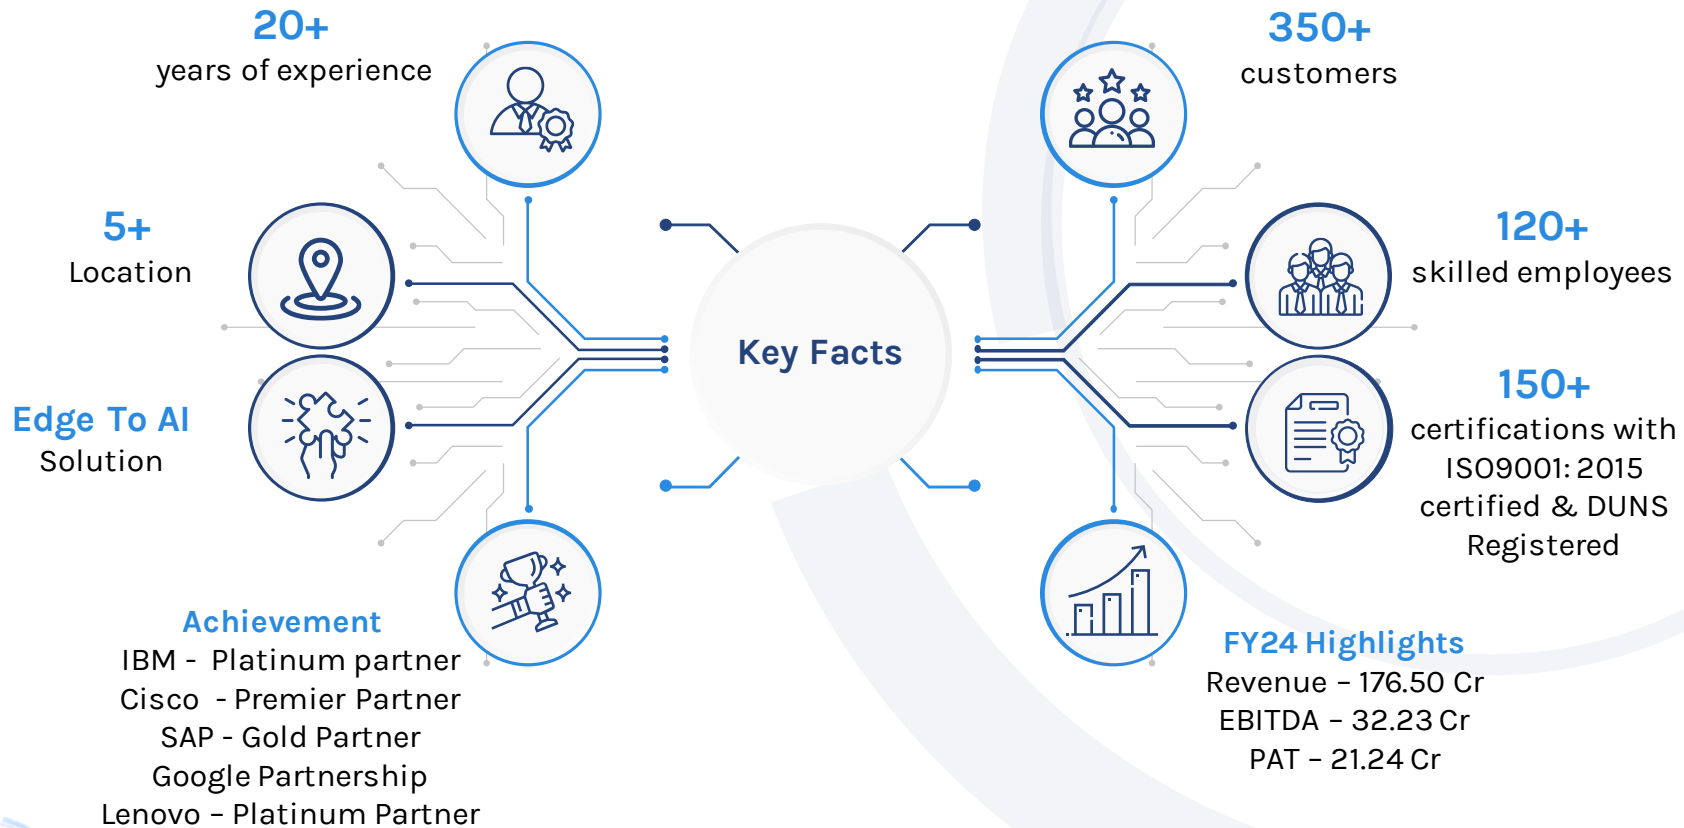 20+
years of experience
5+
Location
Edge To AI
Solution
Achievement
IBM - Platinum partner
Cisco - Premier Partner
SAP - Gold Partner
Google Partnership
Lenovo – Platinum Partner
Key Facts
350+
customers
120+
skilled employees
150+
certifications with
ISO9001: 2015
certified & DUNS
Registered
FY24 Highlights
Revenue – 176.50 Cr
EBITDA – 32.23 Cr
PAT – 21.24 Cr